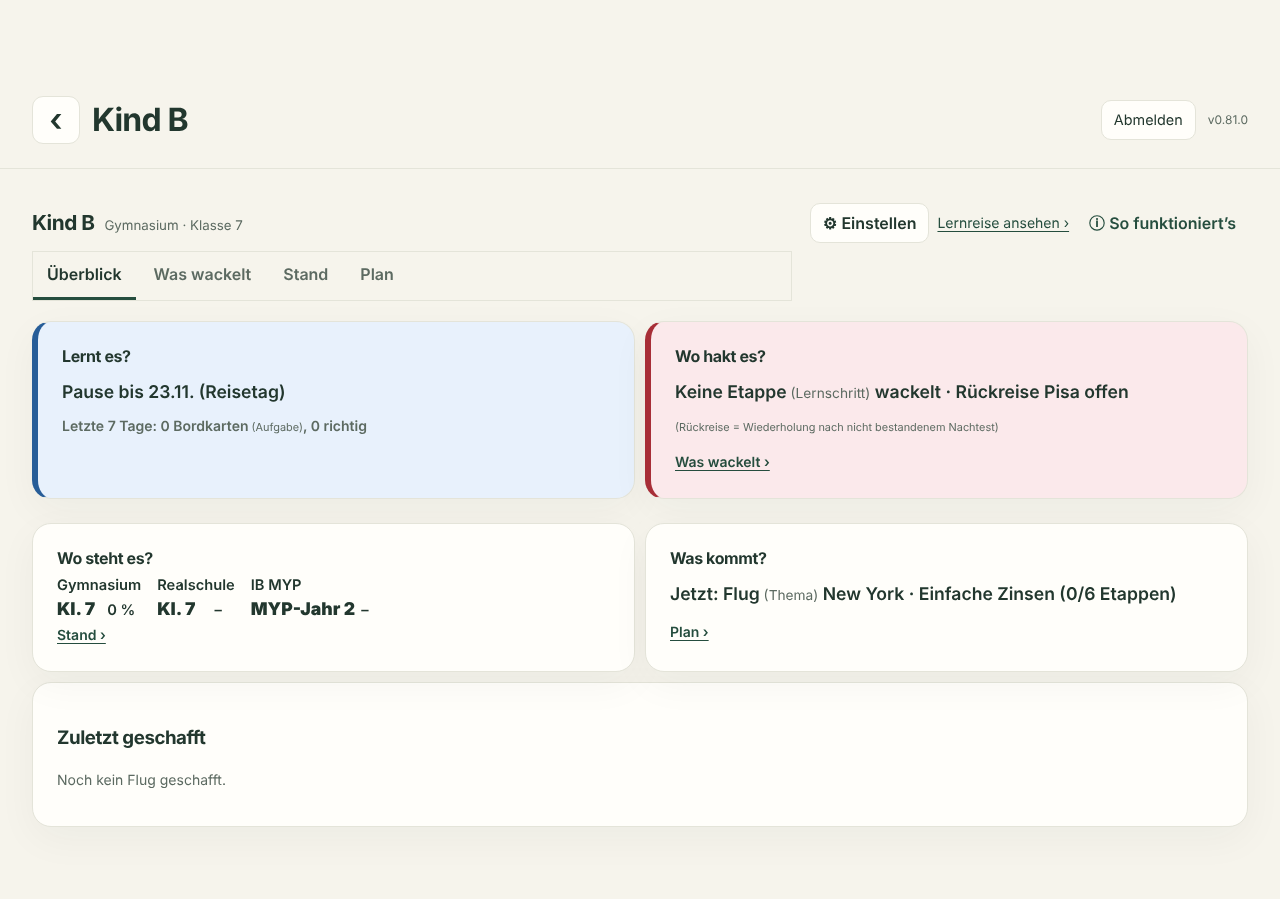 ‹ Kind B
Abmelden v0.81.0
Kind B Gymnasium · Klasse 7
⚙ Einstellen Lernreise ansehen › ⓘ So funktioniert’s
Überblick Was wackelt Stand Plan
Lernt es?
Pause bis 23.11. (Reisetag)
Letzte 7 Tage: 0 Bordkarten (Aufgabe), 0 richtig
Wo hakt es?
Keine Etappe (Lernschritt) wackelt · Rückreise Pisa offen
(Rückreise = Wiederholung nach nicht bestandenem Nachtest)
Was wackelt ›
Wo steht es?
Gymnasium Realschule IB MYP
Kl. 7 0 % Kl. 7 – MYP-Jahr 2 –
Stand ›
Was kommt?
Jetzt: Flug (Thema) New York · Einfache Zinsen (0/6 Etappen)
Plan ›
Zuletzt geschafft
Noch kein Flug geschafft.